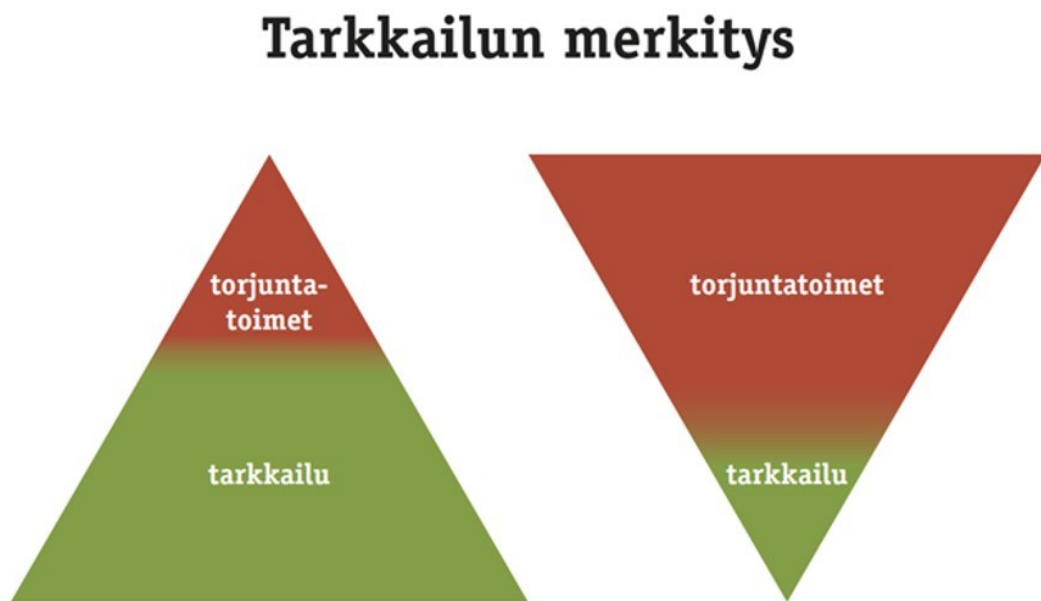 Tarkkailun merkitys
torjunta-
toimet
tarkkailu
torjuntatoimet
tarkkailu